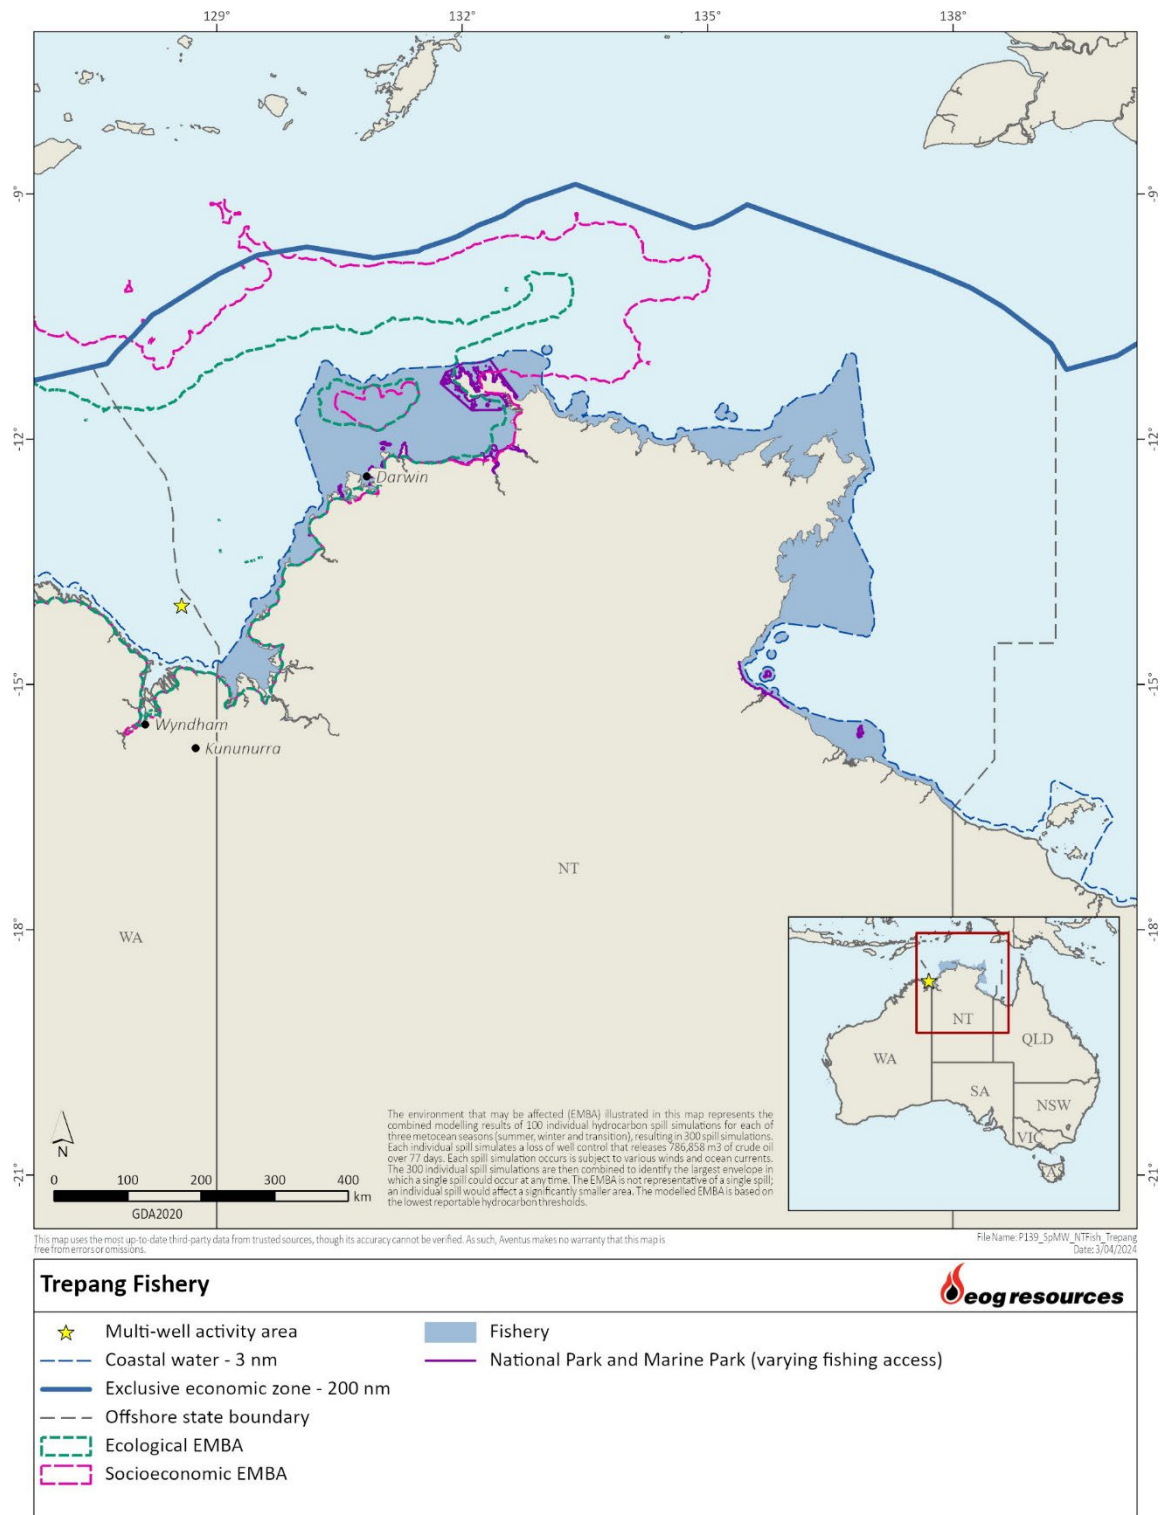 129°
132°
135°
138°
-9°
-9°
-12°
-12°
Darwin
-15°
-15°
Wyndham
Kununurra
NT
WA
-18°
-18°
NT
WA
QLD
SA
NSW
VIC
N
0 100 200 300 400
km
GDA2020
The environment that may be affected (EMBA) illustrated in this map represents the
combined modelling results of 100 individual hydrocarbon spill simulations for each of
three metocean seasons (summer, winter and transition), resulting in 300 spill simulations.
Each individual spill simulates a loss of well control that releases 786,858 m3 of crude oil
over 77 days. Each spill simulation occurs is subject to various winds and ocean currents.
The 300 individual spill simulations are then combined to identify the largest envelope in
which a single spill could occur at any time. The EMBA is not representative of a single spill;
an individual spill would affect a significantly smaller area. The modelled EMBA is based on
the lowest reportable hydrocarbon thresholds.
-21°
-21°
This map uses the most up-to-date third-party data from trusted sources, though its accuracy cannot be verified. As such, Aventus makes no warranty that this map is
free from errors or omissions.
File Name: P139_SpMW_NTFish_Trepang
Date: 3/04/2024
Trepang Fishery
eog resources
Multi-well activity area
Coastal water - 3 nm
Exclusive economic zone - 200 nm
Offshore state boundary
Ecological EMBA
Socioeconomic EMBA
Fishery
National Park and Marine Park (varying fishing access)